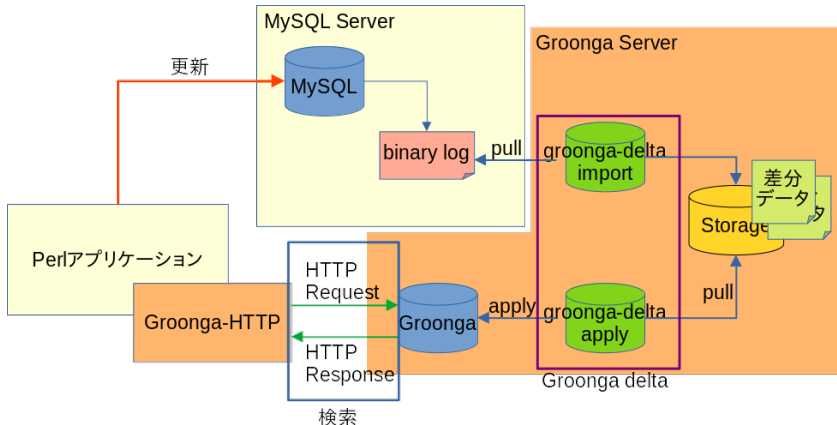 MySQL Server
Groonga Server
更新
MySQL
binary log
pull
groonga-delta
import
差分
データ
タ
Storage
Perlアプリケーション
HTTP
Request
Groonga-HTTP
Groonga
apply
groonga-delta
apply
pull
HTTP
Response
Groonga delta
検索